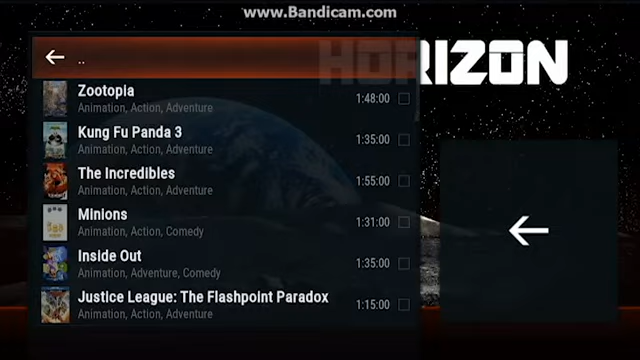 www.Bandicam.com
HORIZON
..
Zootopia
Animation, Action, Adventure
1:48:00
Kung Fu Panda 3
Animation, Action, Adventure
1:35:00
The Incredibles
Animation, Action, Adventure
1:55:00
Minions
Animation, Action, Comedy
1:31:00
Inside Out
Animation, Adventure, Comedy
1:35:00
Justice League: The Flashpoint Paradox
Animation, Action, Adventure
1:15:00